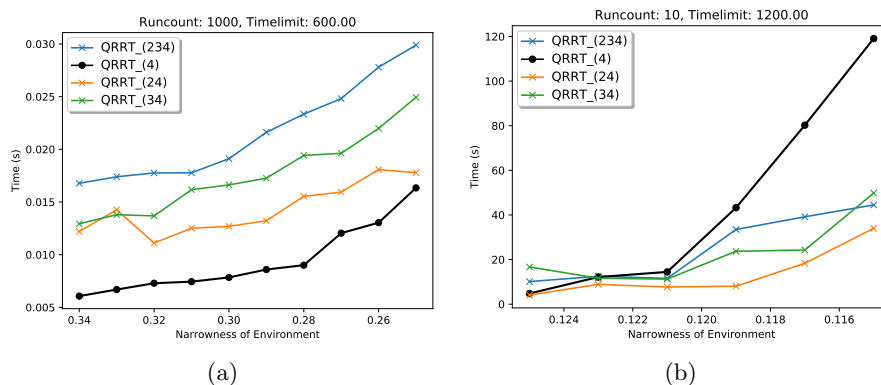 Runcount: 1000, Timelimit: 600.00
QRRT_(234)
QRRT_(4)
QRRT_(24)
QRRT_(34)
Time (s)
0.030
0.025
0.020
0.015
0.010
0.005
0.34
0.32
0.30
0.28
0.26
Narrowness of Environment
(a)
Runcount: 10, Timelimit: 1200.00
QRRT_(234)
QRRT_(4)
QRRT_(24)
QRRT_(34)
Time (s)
120
100
80
60
40
20
0
0.124
0.122
0.120
0.118
0.116
Narrowness of Environment
(b)